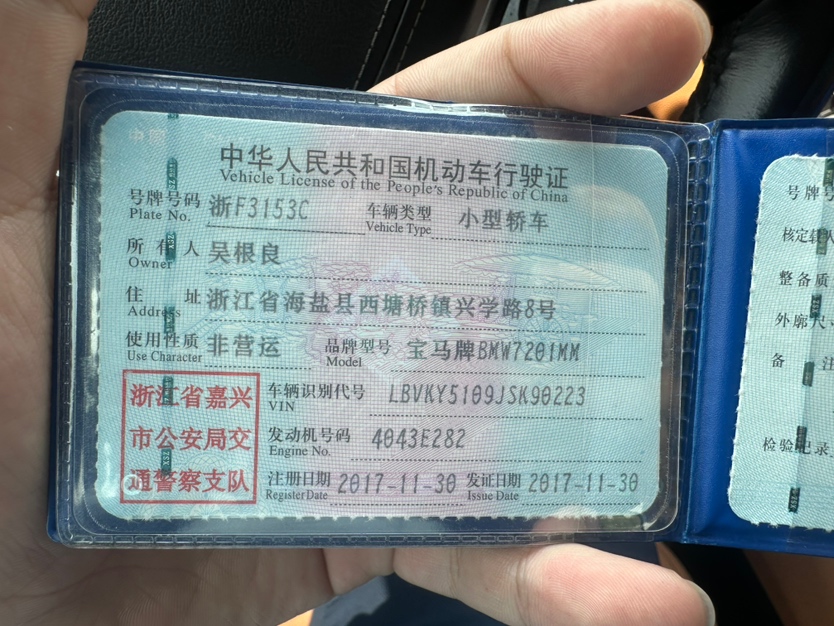 中华人民共和国机动车行驶证
Vehicle License of the People's Republic of China
号牌号码 浙F3153C 车辆类型 小型轿车
Plate No. Vehicle Type
所有人 吴根良
Owner
住址 浙江省海盐县西塘桥镇兴学路8号
Address
使用性质 非营运 品牌型号 宝马牌BMW7201MM
Use Character Model
浙江省嘉兴
市公安局交
通警察支队
车辆识别代号 LBVKY5109JSK90223
VIN
发动机号码 4043E282
Engine No.
注册日期 2017-11-30 发证日期 2017-11-30
Register Date Issue Date
号牌
核定载人
整备质
外廓尺
备 注
检验记录